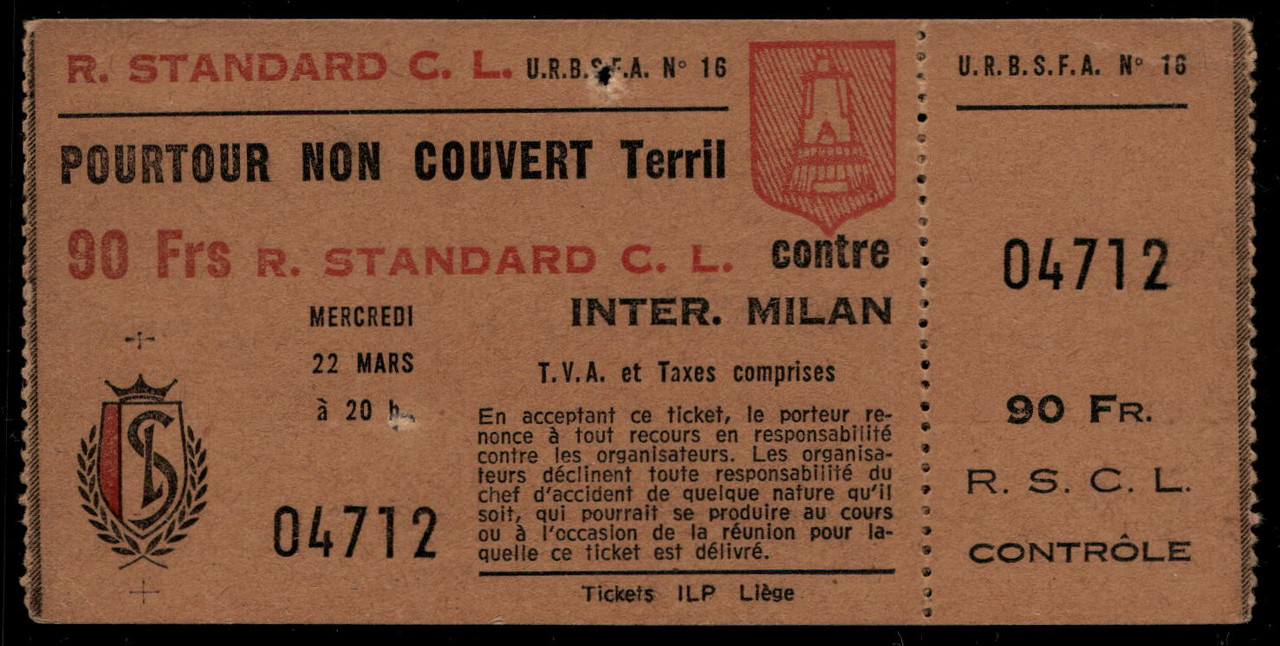 R. STANDARD C. L. U.R.B.S.F.A. N° 16
POURTOUR NON COUVERT Terril
90 Frs R. STANDARD C. L. contre
INTER. MILAN
MERCREDI
22 MARS
à 20 h.
T.V.A. et Taxes comprises
En acceptant ce ticket, le porteur re-
nonce à tout recours en responsabilité
contre les organisateurs. Les organisa-
teurs déclinent toute responsabilité du
chef d'accident de quelque nature qu'il
soit, qui pourrait se produire au cours
ou à l'occasion de la réunion pour la-
quelle ce ticket est délivré.
04712
Tickets ILP Liège
U.R.B.S.F.A. N° 16
04712
90 FR.
R. S. C. L.
CONTRÔLE